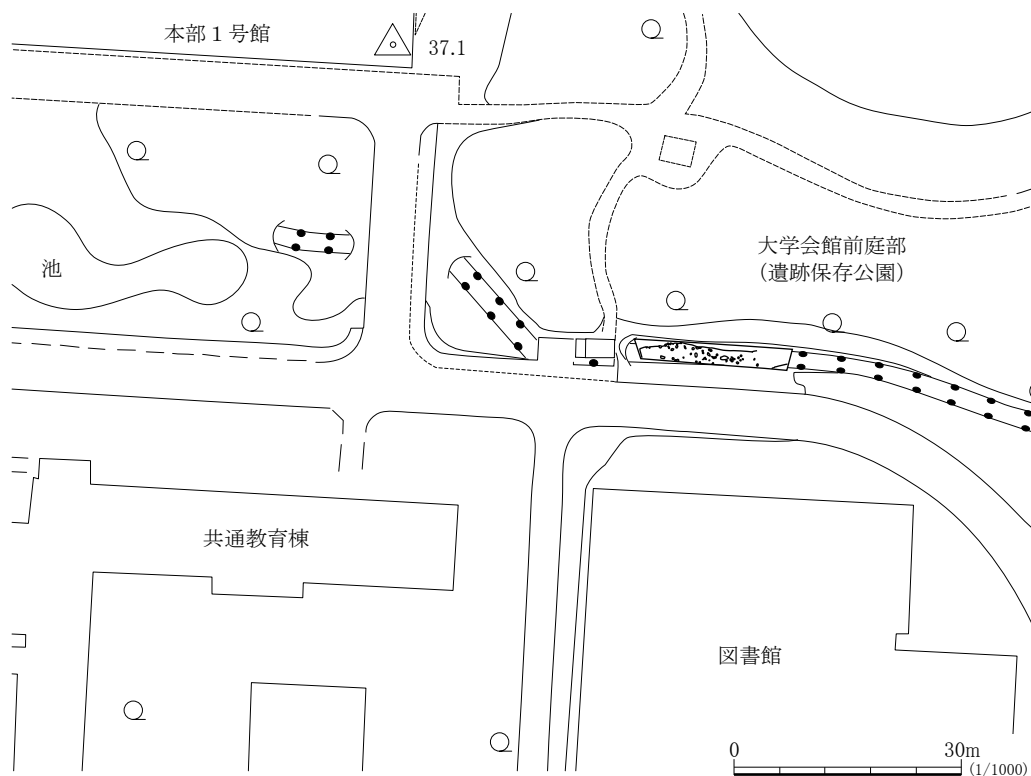 本部１号館
37.1
大学会館前庭部
（遺跡保存公園）
池
共通教育棟
図書館
0 30m
(1/1000)